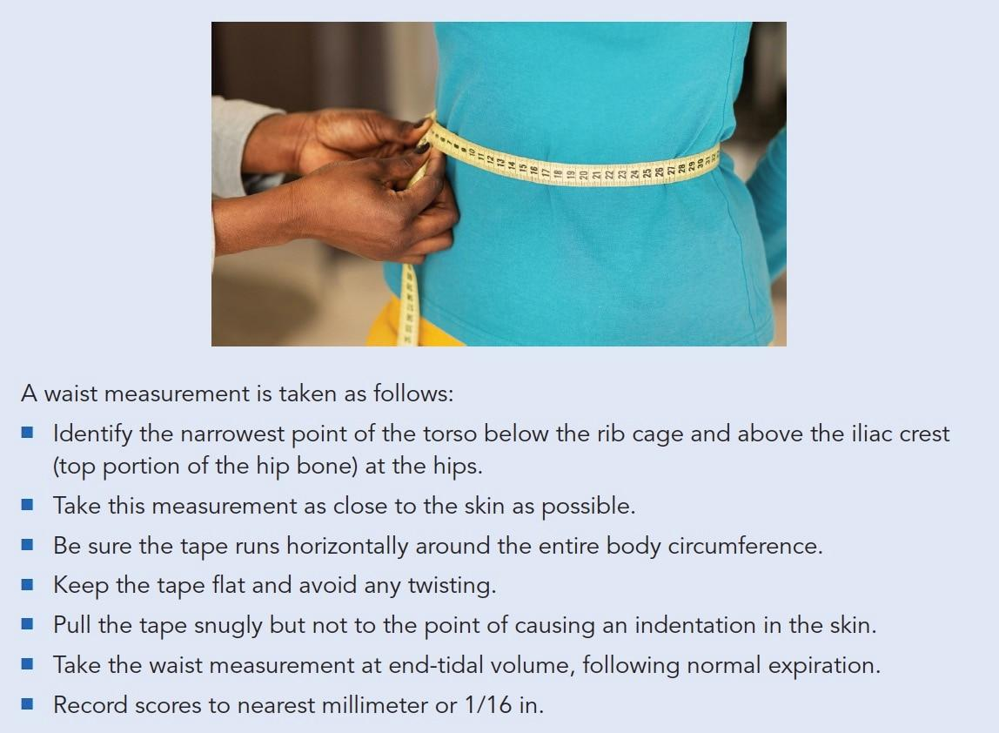 6 7 8 9 10 11 12 13 14 15 16 17 18 19 20 21 22 23 24 25 26 27 28 29 30 31 32
A waist measurement is taken as follows:
■ Identify the narrowest point of the torso below the rib cage and above the iliac crest
(top portion of the hip bone) at the hips.
■ Take this measurement as close to the skin as possible.
■ Be sure the tape runs horizontally around the entire body circumference.
■ Keep the tape flat and avoid any twisting.
■ Pull the tape snugly but not to the point of causing an indentation in the skin.
■ Take the waist measurement at end-tidal volume, following normal expiration.
■ Record scores to nearest millimeter or 1/16 in.